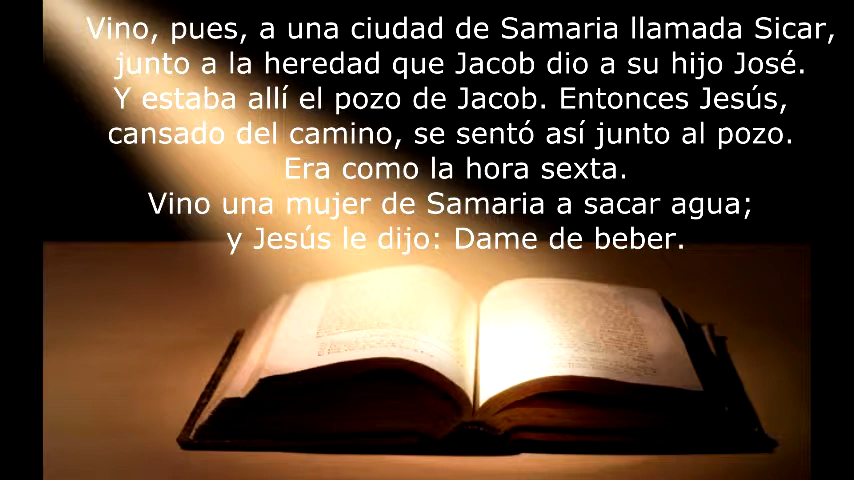 Vino, pues, a una ciudad de Samaria llamada Sicar,
junto a la heredad que Jacob dio a su hijo José.
Y estaba allí el pozo de Jacob. Entonces Jesús,
cansado del camino, se sentó así junto al pozo.
Era como la hora sexta.
Vino una mujer de Samaria a sacar agua;
y Jesús le dijo: Dame de beber.